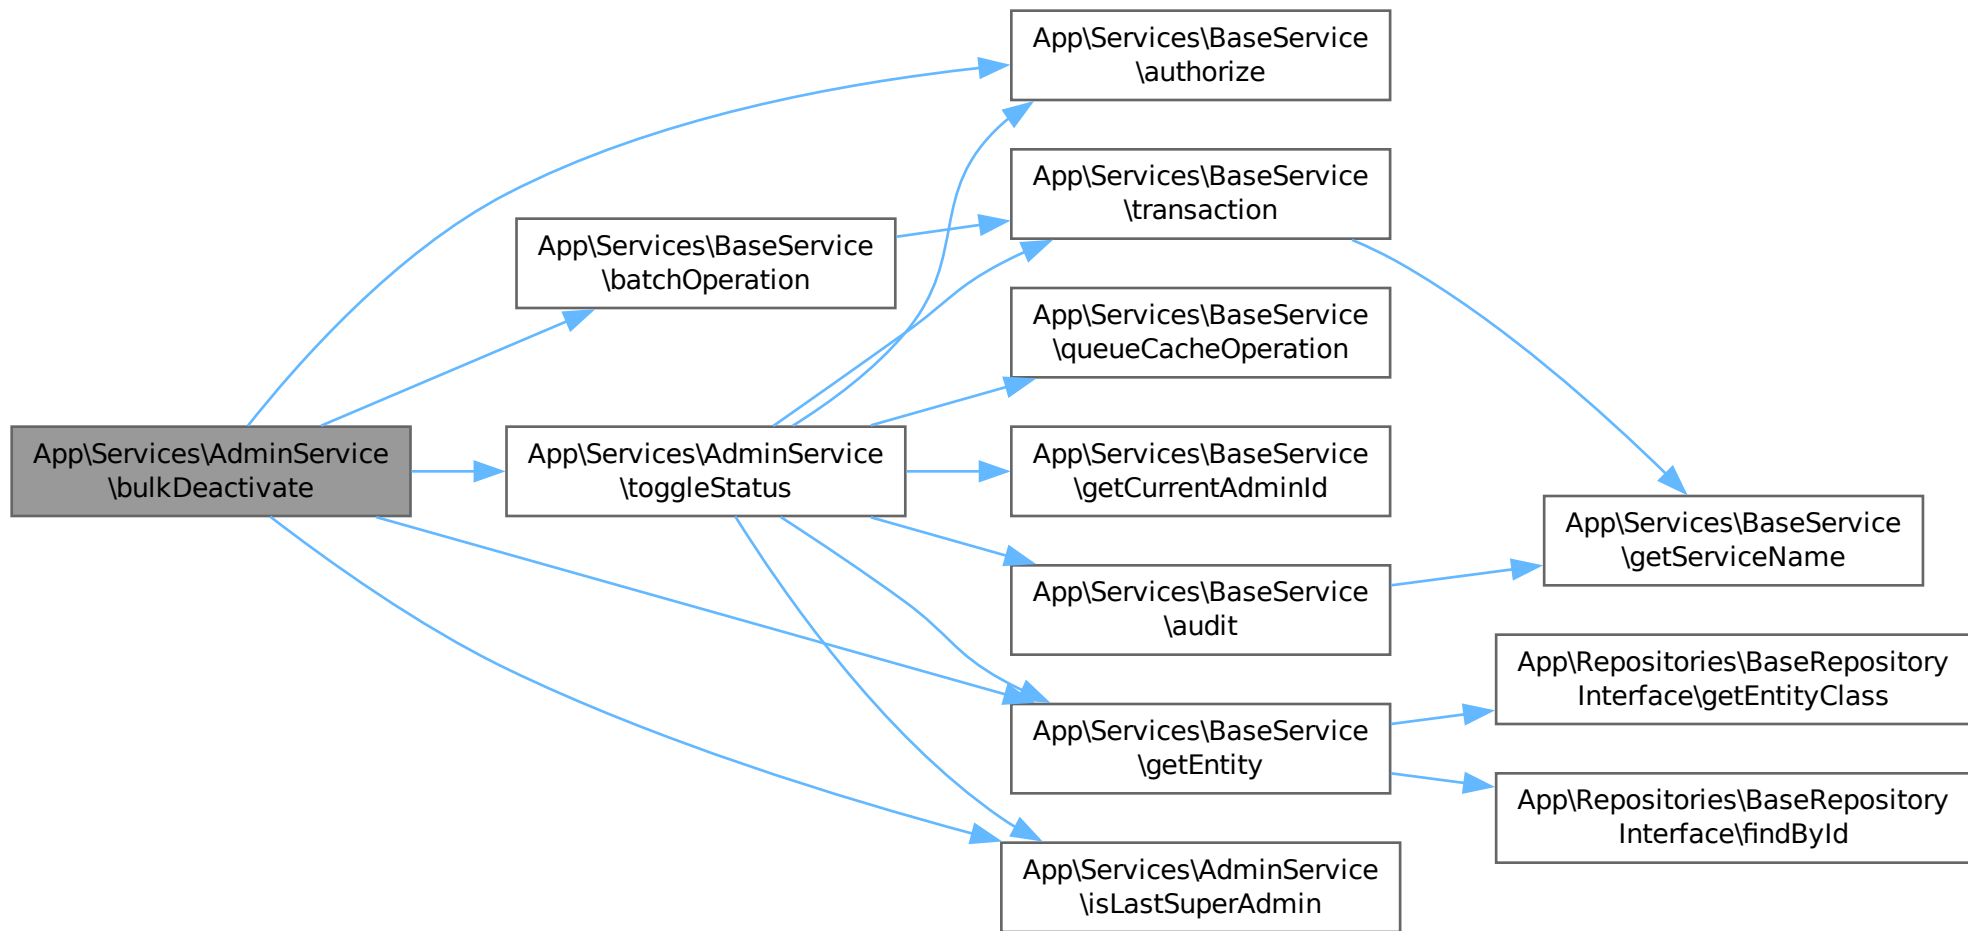 App\Services\BaseService
\authorize
App\Services\BaseService
\transaction
App\Services\BaseService
\batchOperation
App\Services\BaseService
\queueCacheOperation
App\Services\AdminService
\bulkDeactivate
App\Services\AdminService
\toggleStatus
App\Services\BaseService
\getCurrentAdminId
App\Services\BaseService
\getServiceName
App\Services\BaseService
\audit
App\Repositories\BaseRepository
Interface\getEntityClass
App\Services\BaseService
\getEntity
App\Repositories\BaseRepository
Interface\findById
App\Services\AdminService
\isLastSuperAdmin